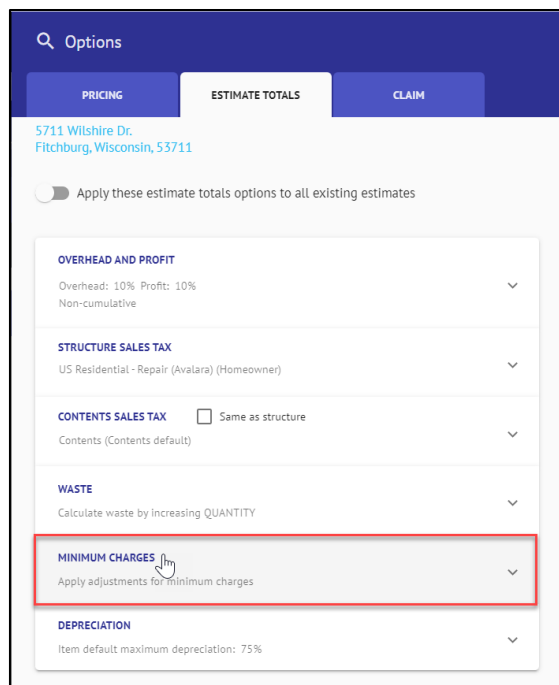 Options
PRICING
ESTIMATE TOTALS
CLAIM
5711 Wilshire Dr.
Fitchburg, Wisconsin, 53711
Apply these estimate totals options to all existing estimates
OVERHEAD AND PROFIT
Overhead: 10% Profit: 10%
Non-cumulative
STRUCTURE SALES TAX
US Residential - Repair (Avalara) (Homeowner)
CONTENTS SALES TAX
Same as structure
Contents (Contents default)
WASTE
Calculate waste by increasing QUANTITY
MINIMUM CHARGES
Apply adjustments for minimum charges
DEPRECIATION
Item default maximum depreciation: 75%